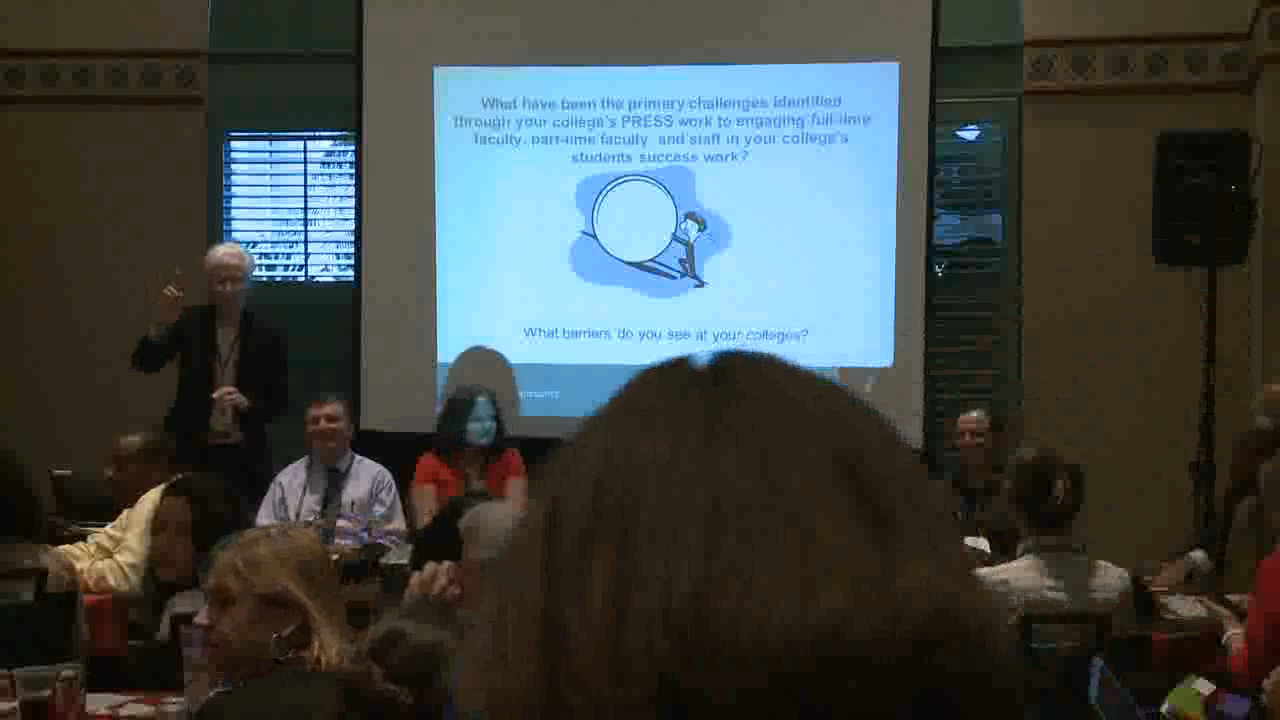 What have been the primary challenges identified
through your college's PRESS work to engaging full-time
faculty, part-time faculty and staff in your college's
students success work?
What barriers do you see at your colleges?